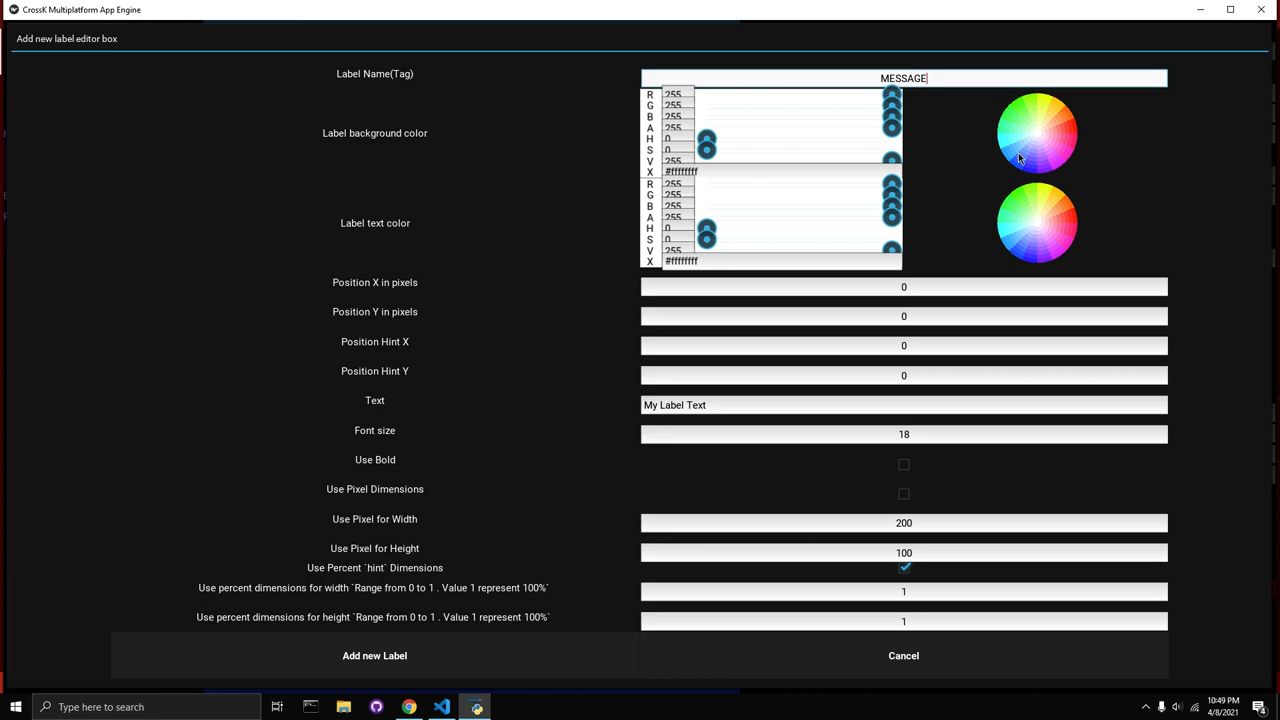 CrossK Multiplatform App Engine
Add new label editor box
Label Name(Tag)
MESSAGE
Label background color
R 255
G 255
B 255
A 255
H 0
S 0
V 255
X #ffffffff
Label text color
R 255
G 255
B 255
A 255
H 0
S 0
V 255
X #ffffffff
Position X in pixels
0
Position Y in pixels
0
Position Hint X
0
Position Hint Y
0
Text
My Label Text
Font size
18
Use Bold
Use Pixel Dimensions
Use Pixel for Width
200
Use Pixel for Height
100
Use Percent `hint` Dimensions
Use percent dimensions for width `Range from 0 to 1 . Value 1 represent 100%`
1
Use percent dimensions for height `Range from 0 to 1 . Value 1 represent 100%`
1
Add new Label
Cancel
Type here to search
10:49 PM
4/8/2021
4